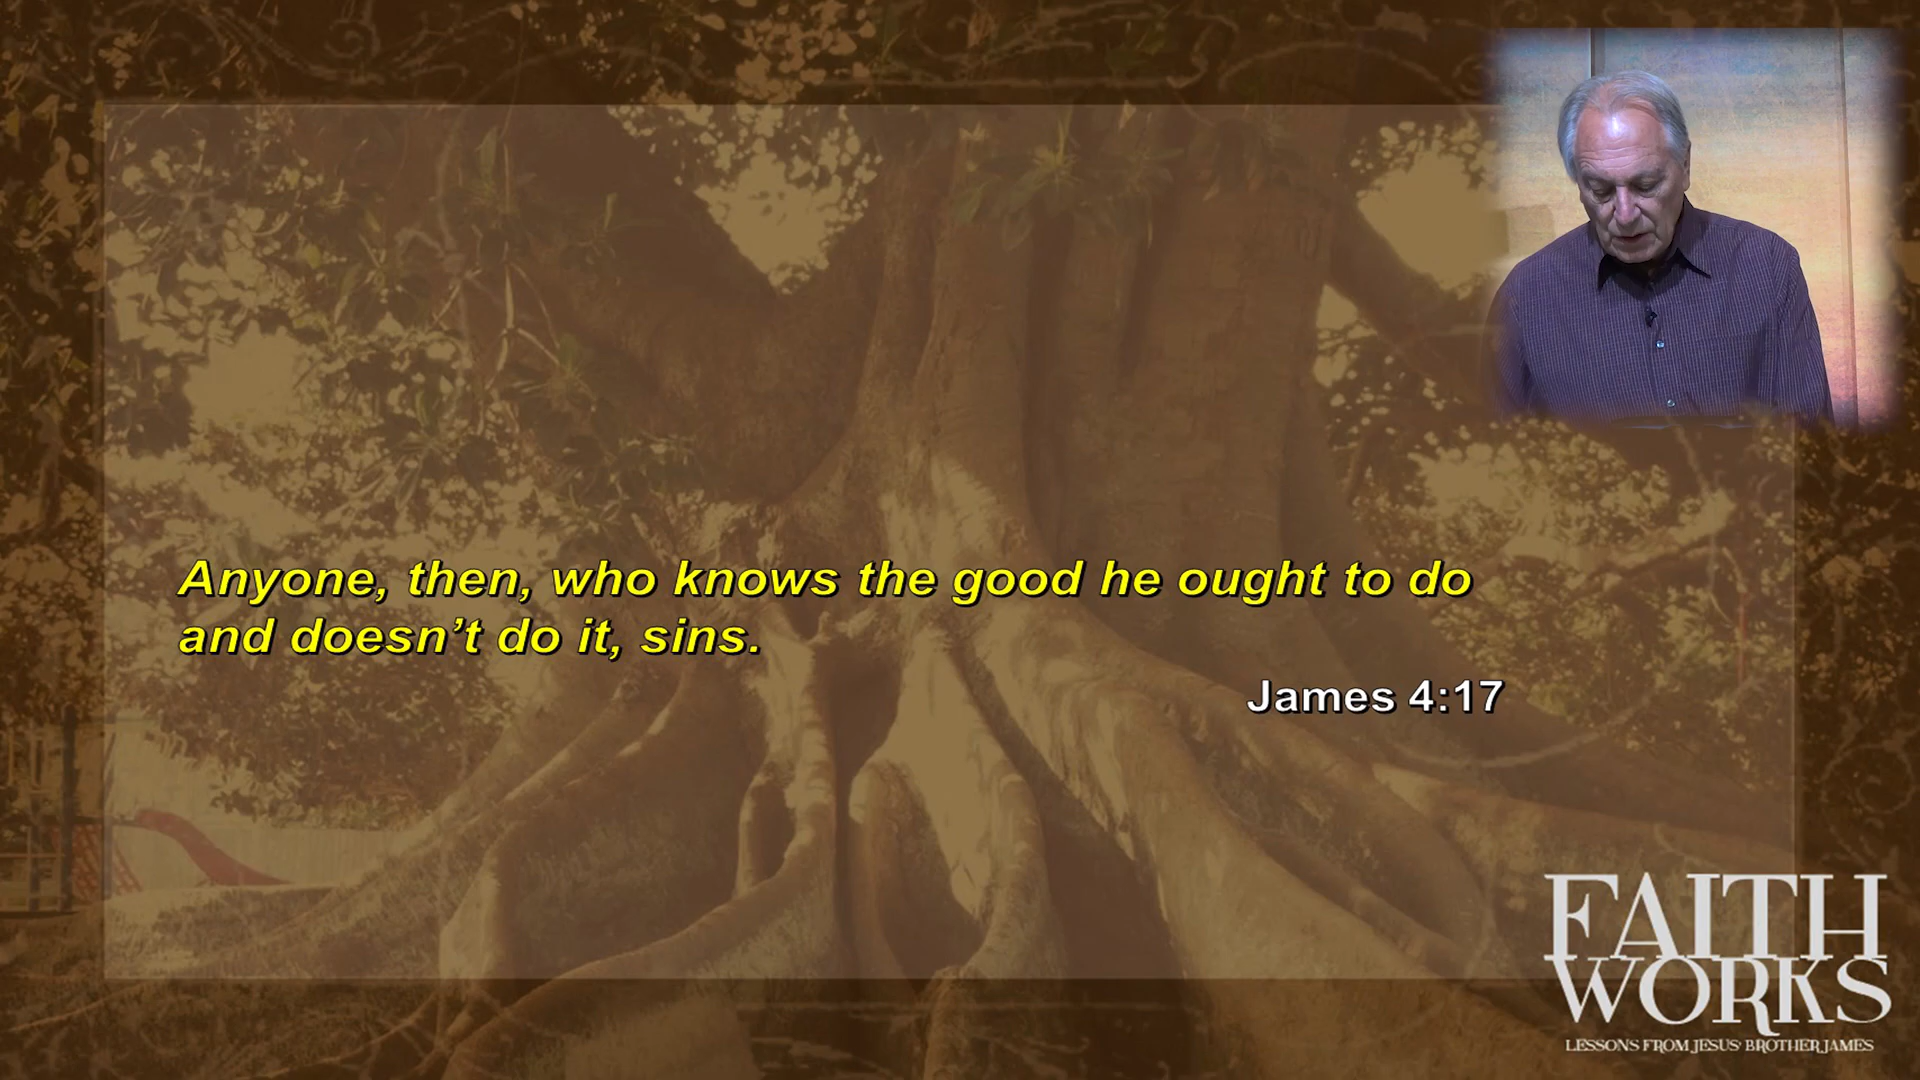 Anyone, then, who knows the good he ought to do
and doesn’t do it, sins.
James 4:17
FAITH
WORKS
LESSONS FROM JESUS' BROTHER JAMES